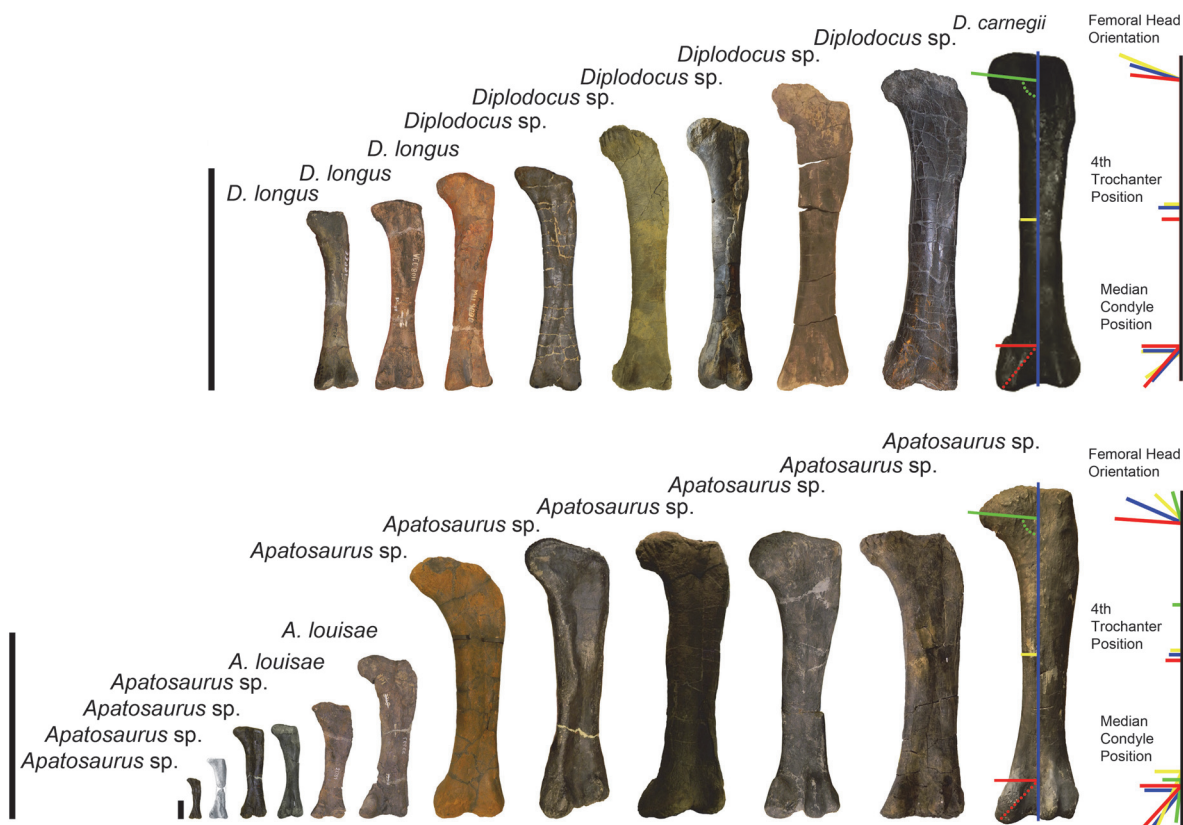 D. carnegii
Diplodocus sp.
Diplodocus sp.
Diplodocus sp.
Diplodocus sp.
Diplodocus sp.
D. longus
D. longus
D. longus
Femoral Head
Orientation
4th
Trochanter
Position
Median
Condyle
Position
Apatosaurus sp.
Apatosaurus sp.
Apatosaurus sp.
Apatosaurus sp.
Apatosaurus sp.
Apatosaurus sp.
A. louisae
A. louisae
Apatosaurus sp.
Apatosaurus sp.
Apatosaurus sp.
Apatosaurus sp.
Femoral Head
Orientation
4th
Trochanter
Position
Median
Condyle
Position